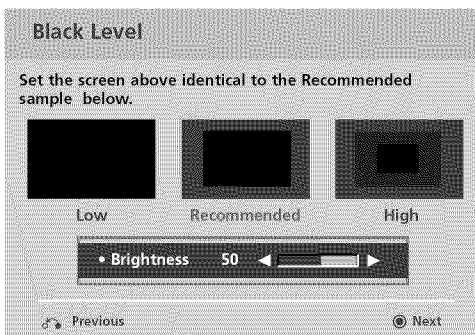 Black Level
Set the screen above identical to the Recommended
sample below.
Low Recommended High
• Brightness 50
Previous Next